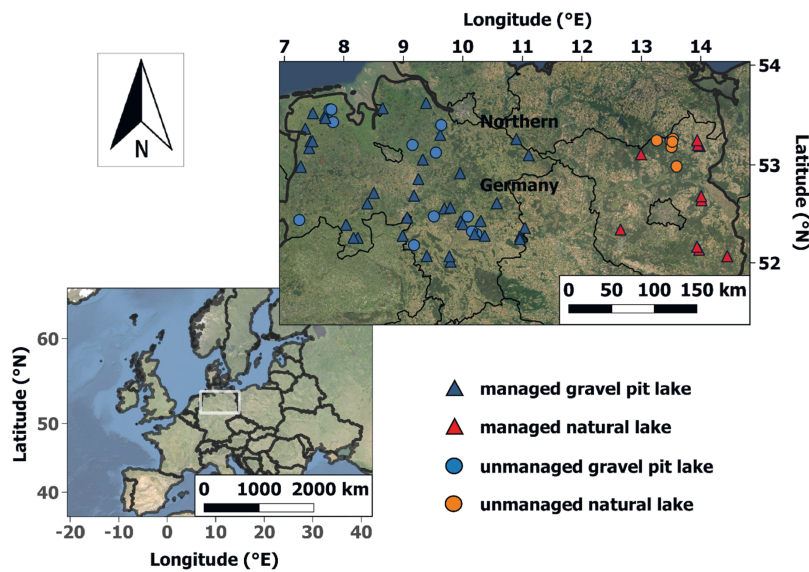 Longitude (°E)
7 8 9 10 11 12 13 14
54
53
52
Latitude (°N)
Northern
Germany
0 50 100 150 km
N
60
50
40
Latitude (°N)
0 1000 2000 km
-20 -10 0 10 20 30 40
Longitude (°E)
managed gravel pit lake
managed natural lake
unmanaged gravel pit lake
unmanaged natural lake